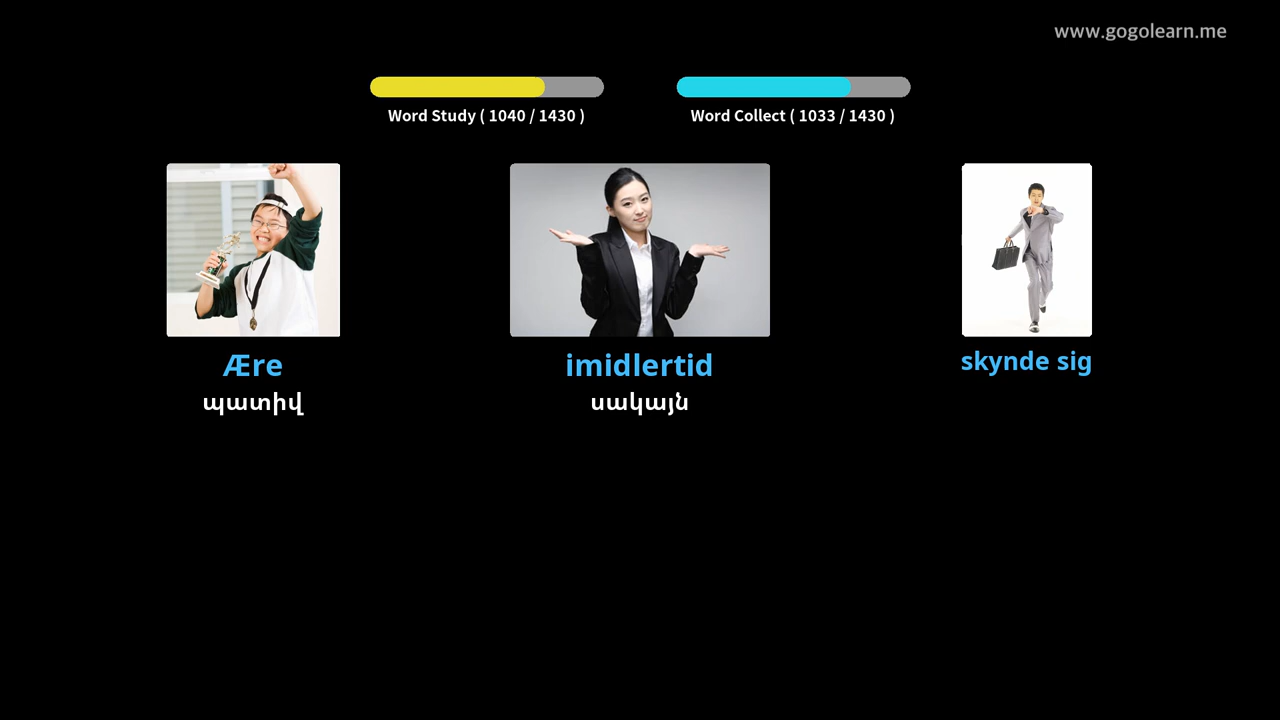 www.gogolearn.me
Word Study ( 1040 / 1430 )
Word Collect ( 1033 / 1430 )
Ære
imidlertid
skynde sig
պատիվ
սակայն